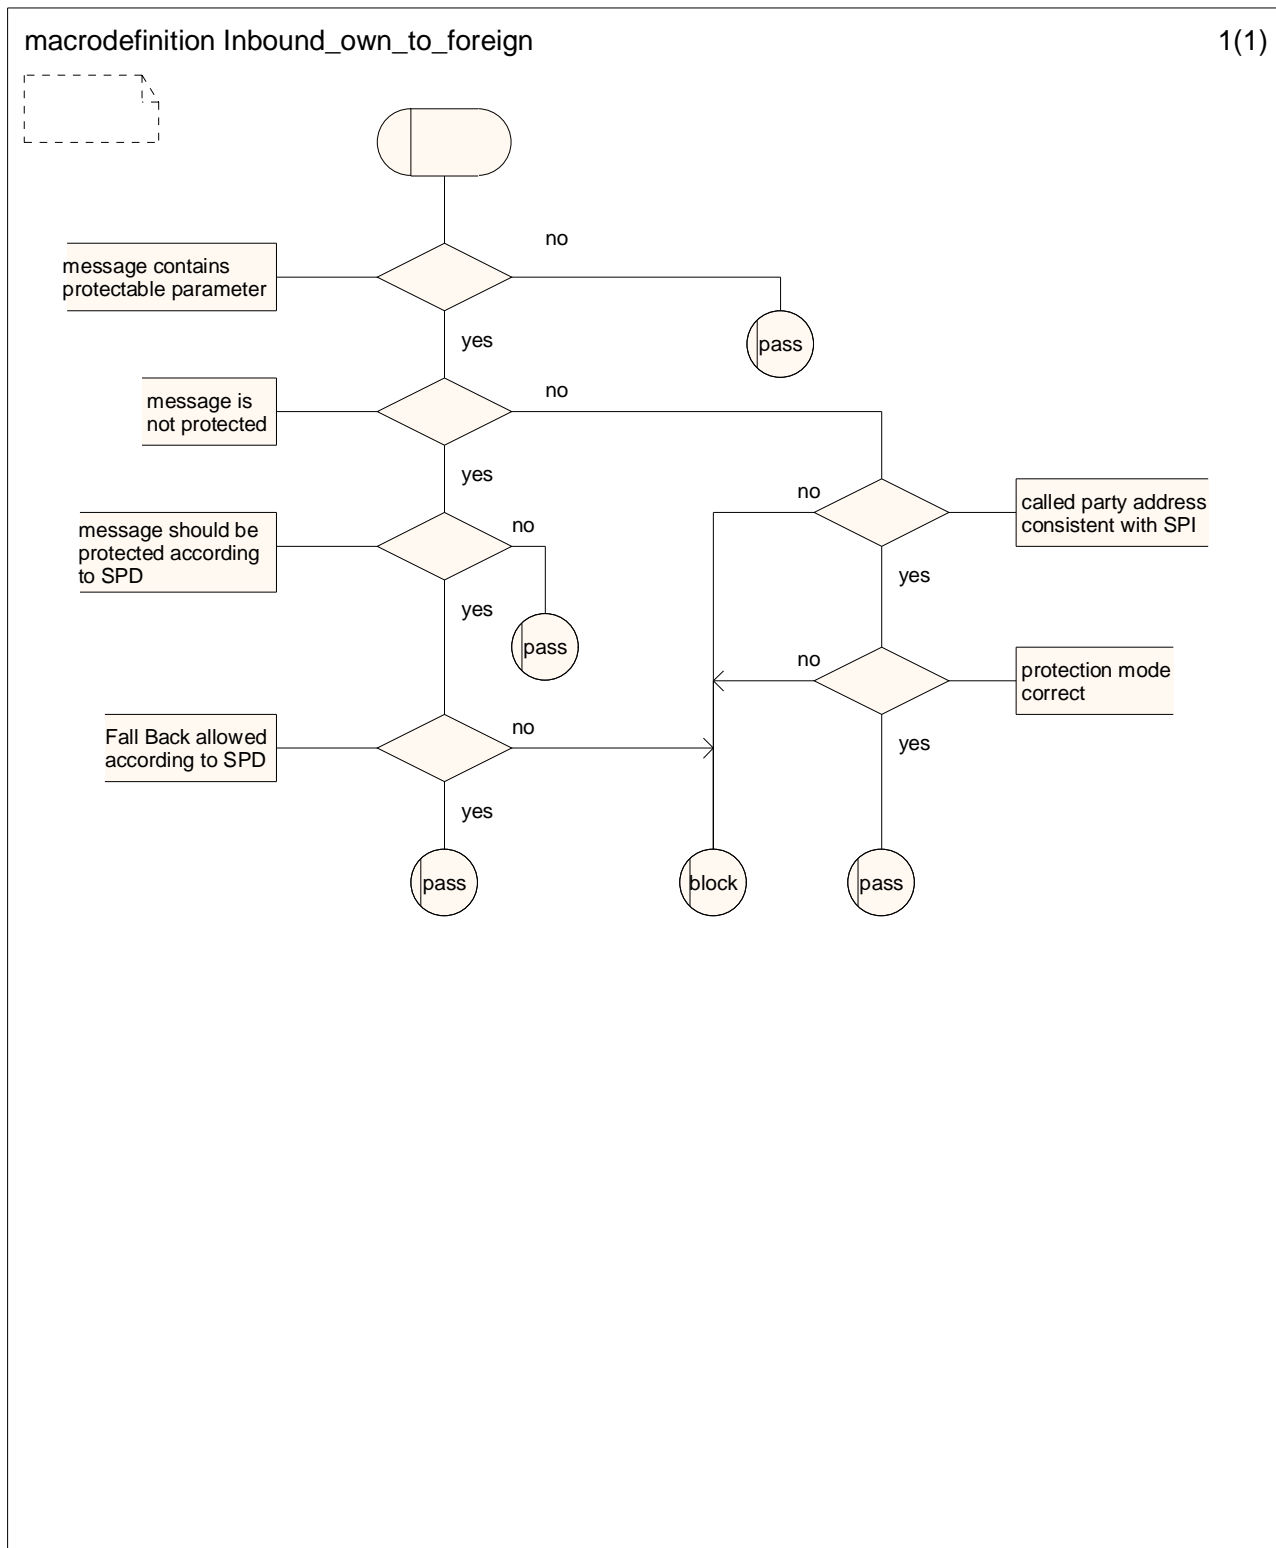 macrodefinition Inbound_own_to_foreign
1(1)
no
message contains
protectable parameter
yes
pass
no
message is
not protected
yes
no
called party address
consistent with SPI
message should be
protected according
to SPD
no
yes
yes
pass
no
protection mode
correct
Fall Back allowed
according to SPD
no
yes
yes
pass
block
pass